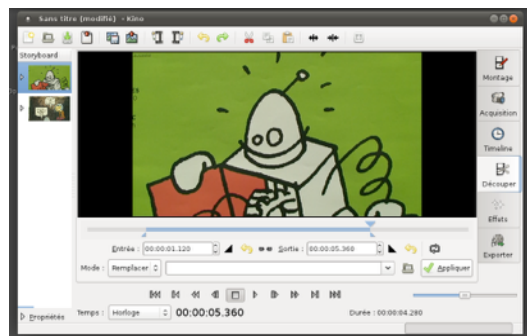 Sans titre (modifié) - Kino
Storyboard
Montage
Acquisition
Timeline
Découper
Effets
Exporter
Entrée : 00:00:01.120
Sortie : 00:00:05.360
Mode : Remplacer
Appliquer
Propriétés
Temps : Horloge 00:00:05.360
Durée : 00:00:04.280